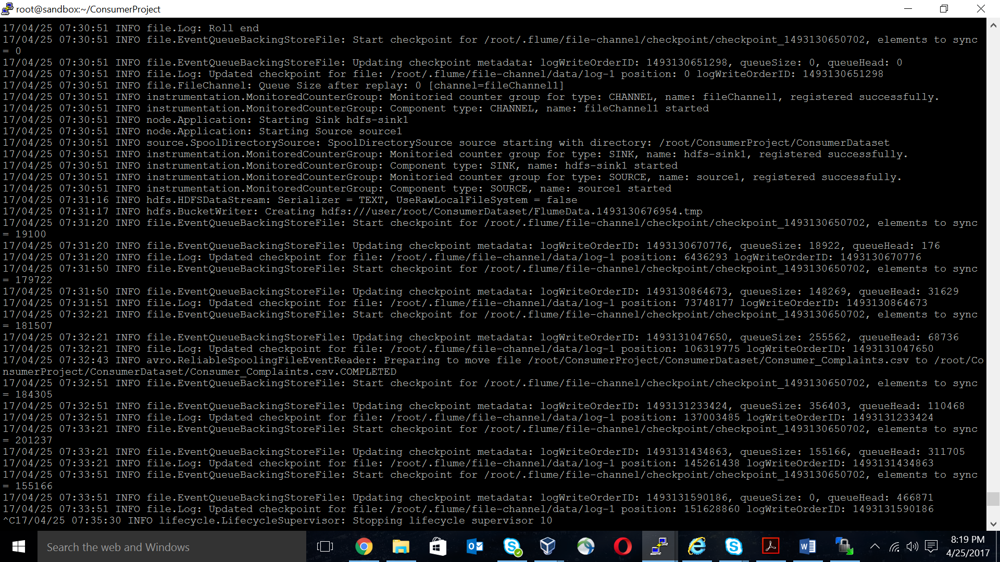 root@sandbox:~/ConsumerProject
17/04/25 07:30:51 INFO file.Log: Roll end
17/04/25 07:30:51 INFO file.EventQueueBackingStoreFile: Start checkpoint for /root/.flume/file-channel/checkpoint/checkpoint_1493130650702, elements to sync
= 0
17/04/25 07:30:51 INFO file.EventQueueBackingStoreFile: Updating checkpoint metadata: logWriteOrderID: 1493130651298, queueSize: 0, queueHead: 0
17/04/25 07:30:51 INFO file.Log: Updated checkpoint for file: /root/.flume/file-channel/data/log-1 position: 0 logWriteOrderID: 1493130651298
17/04/25 07:30:51 INFO file.FileChannel: Queue Size after replay: 0 [channel=fileChannel1]
17/04/25 07:30:51 INFO instrumentation.MonitoredCounterGroup: Monitoried counter group for type: CHANNEL, name: fileChannel1, registered successfully.
17/04/25 07:30:51 INFO instrumentation.MonitoredCounterGroup: Component type: CHANNEL, name: fileChannel1 started
17/04/25 07:30:51 INFO node.Application: Starting Sink hdfs-sink1
17/04/25 07:30:51 INFO node.Application: Starting Source source1
17/04/25 07:30:51 INFO source.SpoolDirectorySource: SpoolDirectorySource source starting with directory: /root/ConsumerProject/ConsumerDataset
17/04/25 07:30:51 INFO instrumentation.MonitoredCounterGroup: Monitoried counter group for type: SINK, name: hdfs-sink1, registered successfully.
17/04/25 07:30:51 INFO instrumentation.MonitoredCounterGroup: Component type: SINK, name: hdfs-sink1 started
17/04/25 07:30:51 INFO instrumentation.MonitoredCounterGroup: Monitoried counter group for type: SOURCE, name: source1, registered successfully.
17/04/25 07:30:51 INFO instrumentation.MonitoredCounterGroup: Component type: SOURCE, name: source1 started
17/04/25 07:31:16 INFO hdfs.HDFSDataStream: Serializer = TEXT, UseRawLocalFileSystem = false
17/04/25 07:31:17 INFO hdfs.BucketWriter: Creating hdfs:///user/root/ConsumerDataset/FlumeData.1493130676954.tmp
17/04/25 07:31:20 INFO file.EventQueueBackingStoreFile: Start checkpoint for /root/.flume/file-channel/checkpoint/checkpoint_1493130650702, elements to sync
= 19100
17/04/25 07:31:20 INFO file.EventQueueBackingStoreFile: Updating checkpoint metadata: logWriteOrderID: 1493130670776, queueSize: 18922, queueHead: 176
17/04/25 07:31:20 INFO file.Log: Updated checkpoint for file: /root/.flume/file-channel/data/log-1 position: 6436293 logWriteOrderID: 1493130670776
17/04/25 07:31:50 INFO file.EventQueueBackingStoreFile: Start checkpoint for /root/.flume/file-channel/checkpoint/checkpoint_1493130650702, elements to sync
= 179722
17/04/25 07:31:50 INFO file.EventQueueBackingStoreFile: Updating checkpoint metadata: logWriteOrderID: 1493130864673, queueSize: 148269, queueHead: 31629
17/04/25 07:31:51 INFO file.Log: Updated checkpoint for file: /root/.flume/file-channel/data/log-1 position: 73748177 logWriteOrderID: 1493130864673
17/04/25 07:32:21 INFO file.EventQueueBackingStoreFile: Start checkpoint for /root/.flume/file-channel/checkpoint/checkpoint_1493130650702, elements to sync
= 181507
17/04/25 07:32:21 INFO file.EventQueueBackingStoreFile: Updating checkpoint metadata: logWriteOrderID: 1493131047650, queueSize: 255562, queueHead: 68736
17/04/25 07:32:21 INFO file.Log: Updated checkpoint for file: /root/.flume/file-channel/data/log-1 position: 106319775 logWriteOrderID: 1493131047650
17/04/25 07:32:43 INFO avro.ReliableSpoolingFileEventReader: Preparing to move file /root/ConsumerProject/ConsumerDataset/Consumer_Complaints.csv to /root/Co
nsumerProject/ConsumerDataset/Consumer_Complaints.csv.COMPLETED
17/04/25 07:32:51 INFO file.EventQueueBackingStoreFile: Start checkpoint for /root/.flume/file-channel/checkpoint/checkpoint_1493130650702, elements to sync
= 184305
17/04/25 07:32:51 INFO file.EventQueueBackingStoreFile: Updating checkpoint metadata: logWriteOrderID: 1493131233424, queueSize: 356403, queueHead: 110468
17/04/25 07:32:51 INFO file.Log: Updated checkpoint for file: /root/.flume/file-channel/data/log-1 position: 137003485 logWriteOrderID: 1493131233424
17/04/25 07:33:21 INFO file.EventQueueBackingStoreFile: Start checkpoint for /root/.flume/file-channel/checkpoint/checkpoint_1493130650702, elements to sync
= 201237
17/04/25 07:33:21 INFO file.EventQueueBackingStoreFile: Updating checkpoint metadata: logWriteOrderID: 1493131434863, queueSize: 155166, queueHead: 311705
17/04/25 07:33:21 INFO file.Log: Updated checkpoint for file: /root/.flume/file-channel/data/log-1 position: 145261438 logWriteOrderID: 1493131434863
17/04/25 07:33:51 INFO file.EventQueueBackingStoreFile: Start checkpoint for /root/.flume/file-channel/checkpoint/checkpoint_1493130650702, elements to sync
= 155166
17/04/25 07:33:51 INFO file.EventQueueBackingStoreFile: Updating checkpoint metadata: logWriteOrderID: 1493131590186, queueSize: 0, queueHead: 466871
17/04/25 07:33:51 INFO file.Log: Updated checkpoint for file: /root/.flume/file-channel/data/log-1 position: 151628860 logWriteOrderID: 1493131590186
^C17/04/25 07:35:30 INFO lifecycle.LifecycleSupervisor: Stopping lifecycle supervisor 10
Search the web and Windows
8:19 PM
4/25/2017